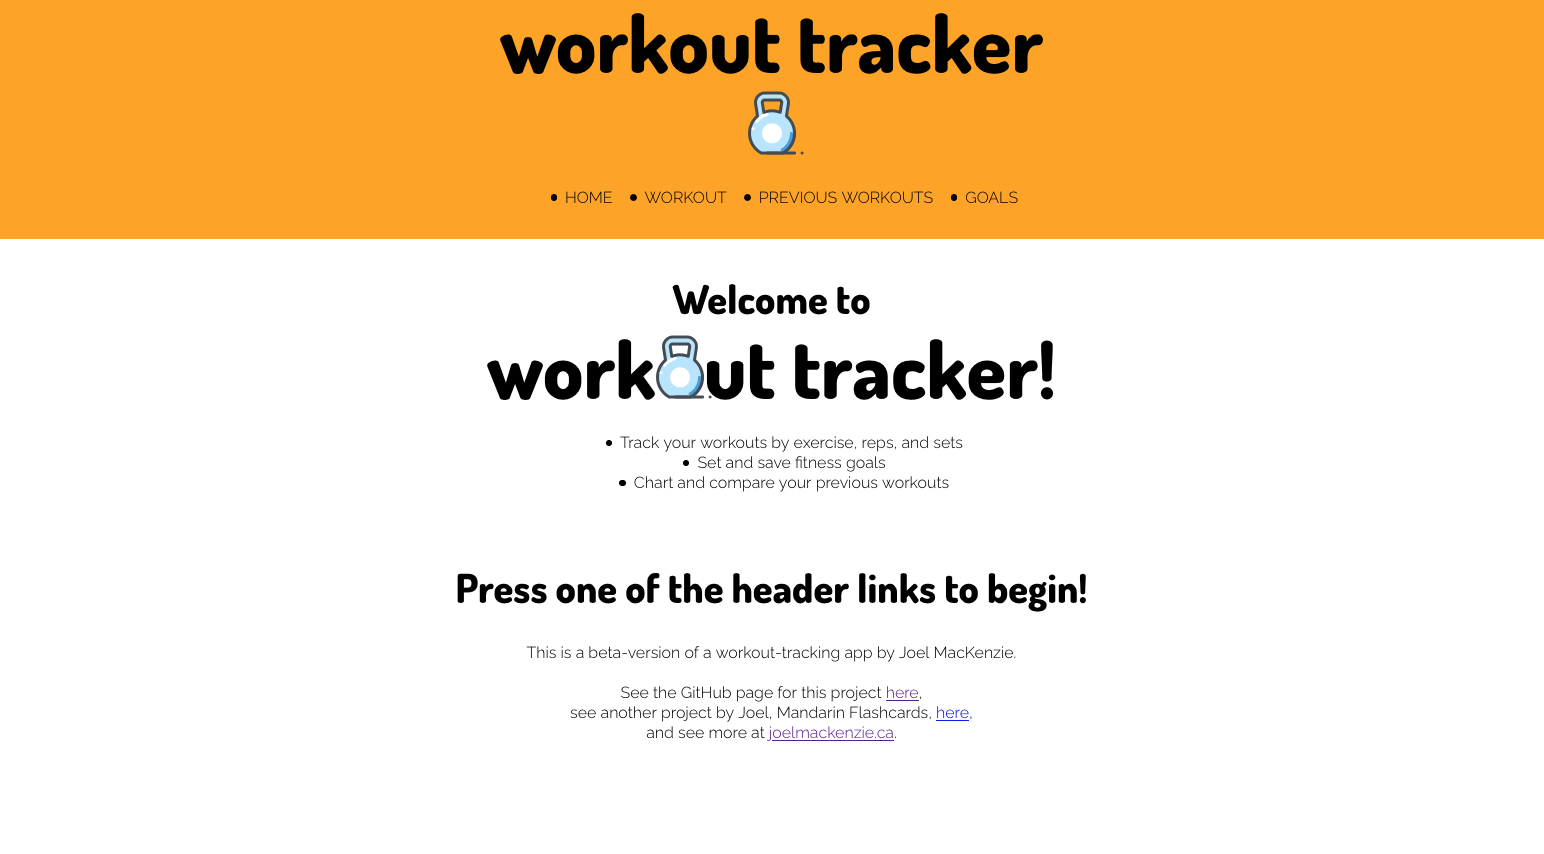 workout tracker
• HOME • WORKOUT • PREVIOUS WORKOUTS • GOALS
Welcome to
work ut tracker!
• Track your workouts by exercise, reps, and sets
• Set and save fitness goals
• Chart and compare your previous workouts
Press one of the header links to begin!
This is a beta-version of a workout-tracking app by Joel MacKenzie.
See the GitHub page for this project here,
see another project by Joel, Mandarin Flashcards, here,
and see more at joelmackenzie.ca.